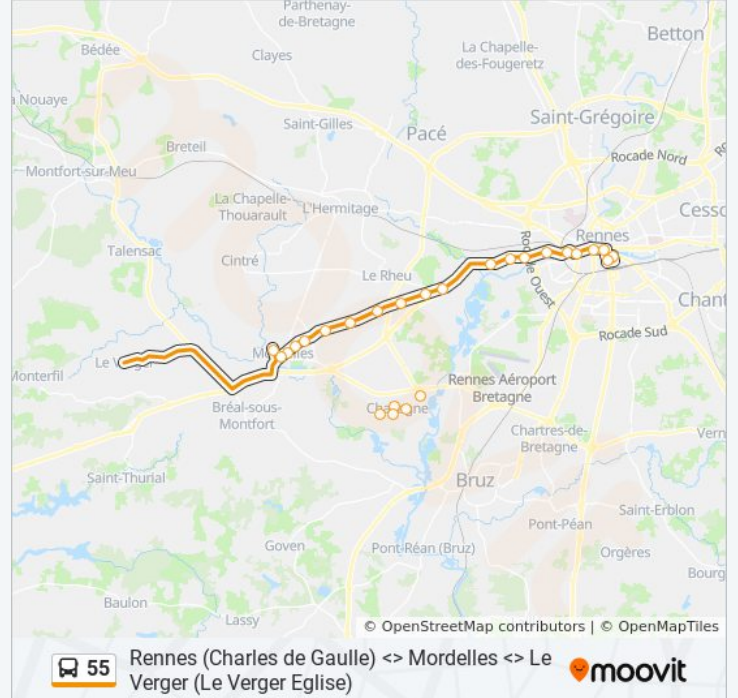 Parthenay-
de-Bretagne
Betton
Bédée
Clayes
La Chapelle-
des-Fougeretz
a Nouaye
Saint-Gilles
Pacé
Saint-Grégoire
Breteil
Rocade Nord
Montfort-sur-Meu
La Chapelle-
Thouarault
L'Hermitage
Cesso
Rennes
Talensac
Cintré
Le Rheu
Rocade Ouest
Chant
Rocade Sud
Le Verger
Monterfil
Rennes Aéroport
Bretagne
Bréal-sous-
Montfort
Chartres-de-
Bretagne
Vern
Saint-Thurial
Bruz
Saint-Erblon
Pont-Péan
Goven
Pont-Réan (Bruz)
Orgères
Bourg
Baulon
Lassy
© OpenStreetMap contributors | © OpenMapTiles
55
Rennes (Charles de Gaulle) <> Mordelles <> Le
Verger (Le Verger Eglise)
moovit